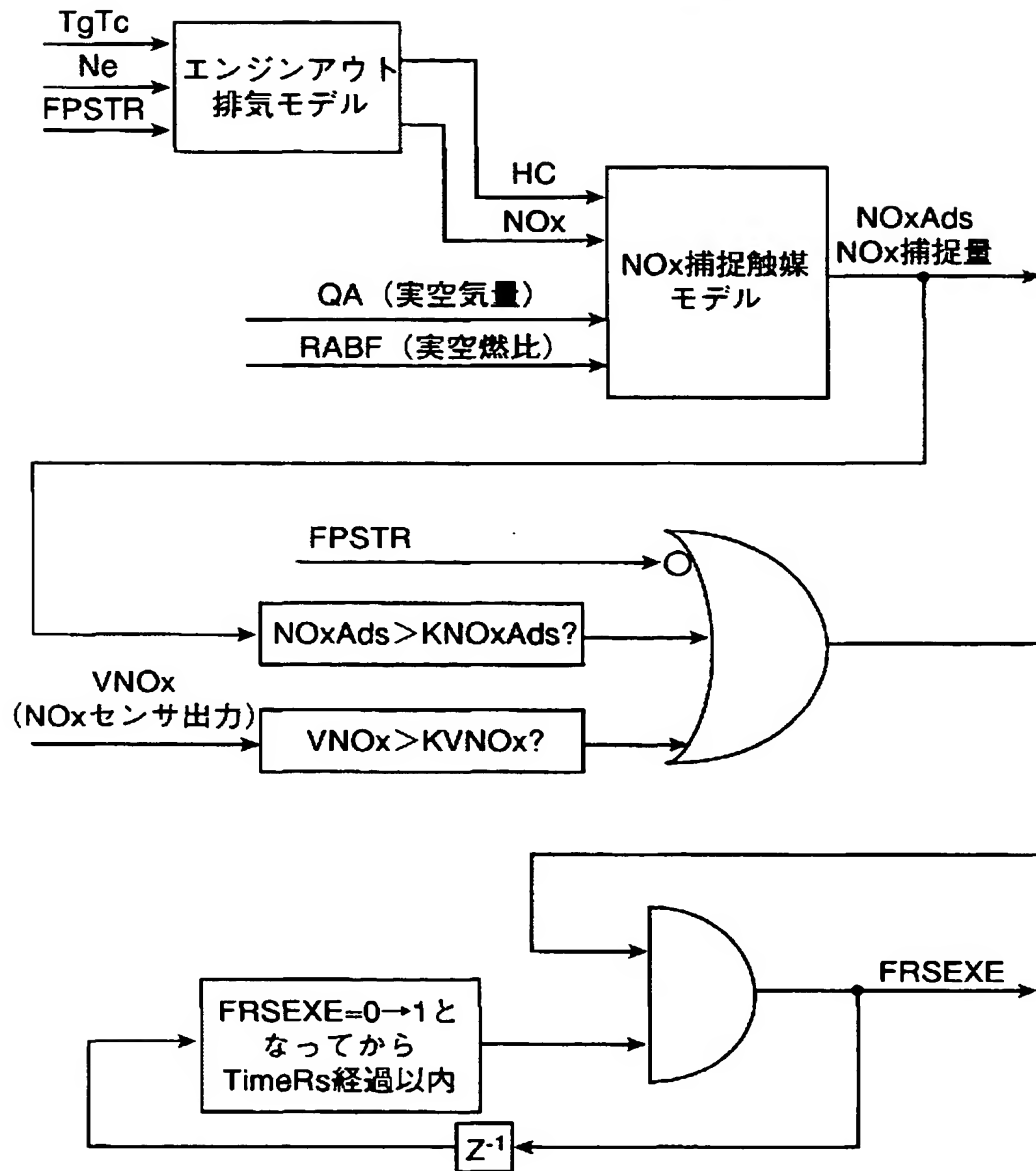 TgTc
Ne
FPSTR
エンジンアウト
排気モデル
HC
NOx
QA（実空気量）
RABF（実空燃比）
NOx捕捉触媒
モデル
NOxAds
NOx捕捉量
FPSTR
NOxAds＞KNOxAds?
VNOx
（NOxセンサ出力）
VNOx＞KVNOx?
FRSEXE
FRSEXE=0→1と
なってから
TimeRs経過以内
Z⁻¹